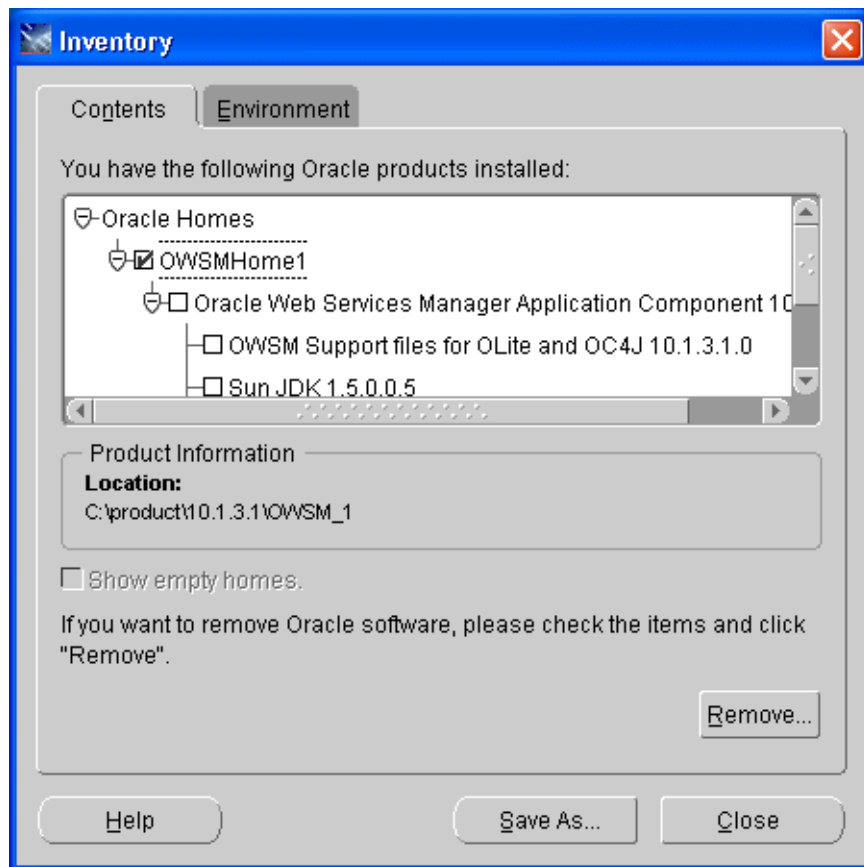 Inventory
Contents
Environment
You have the following Oracle products installed:
Oracle Homes
OWSMHome1
Oracle Web Services Manager Application Component 10
OWSM Support files for OLite and OC4J 10.1.3.1.0
Sun JDK 1.5.0.0.5
Product Information
Location:
C:\product\10.1.3.1\OWSM_1
Show empty homes.
If you want to remove Oracle software, please check the items and click
"Remove".
Remove...
Help
Save As...
Close